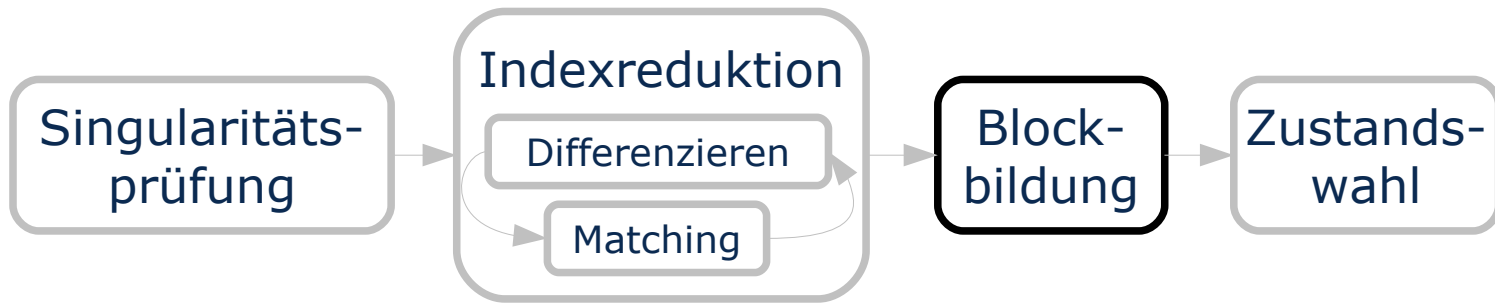 Singularitäts-
prüfung
Indexreduktion
Differenzieren
Matching
Block-
bildung
Zustands-
wahl